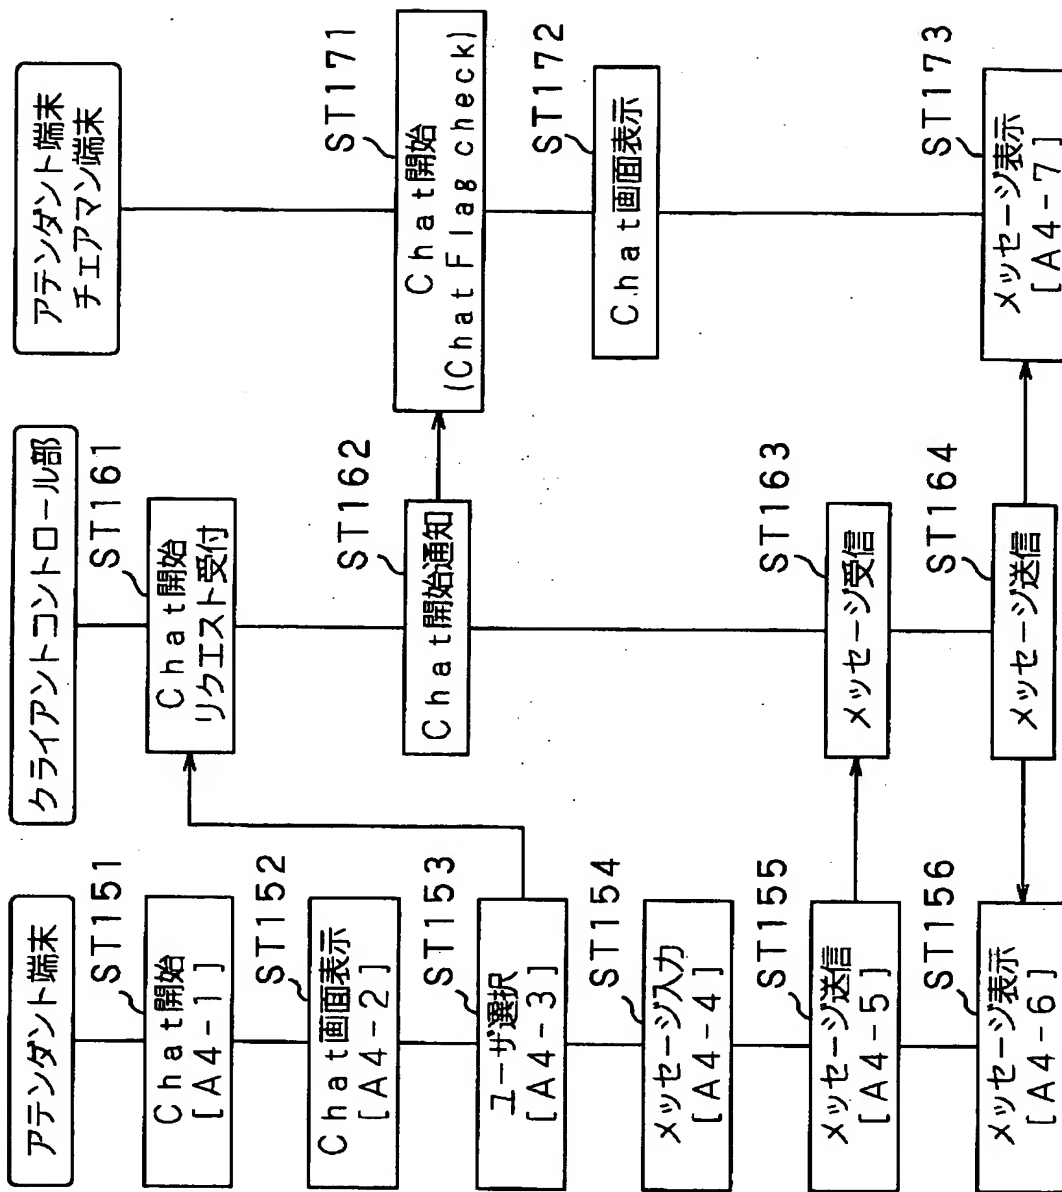 アテンダント端末
ST151
Chat開始
[A4-1]
ST152
Chat画面表示
[A4-2]
ST153
ユーザ選択
[A4-3]
ST154
メッセージ入力
[A4-4]
ST155
メッセージ送信
[A4-5]
ST156
メッセージ表示
[A4-6]
クライアントコントロール部
ST161
Chat開始
リクエスト受付
ST162
Chat開始通知
ST163
メッセージ受信
ST164
メッセージ送信
アテンダント端末
チェアマン端末
ST171
Chat開始
(Chat Flag check)
ST172
Chat画面表示
ST173
メッセージ表示
[A4-7]